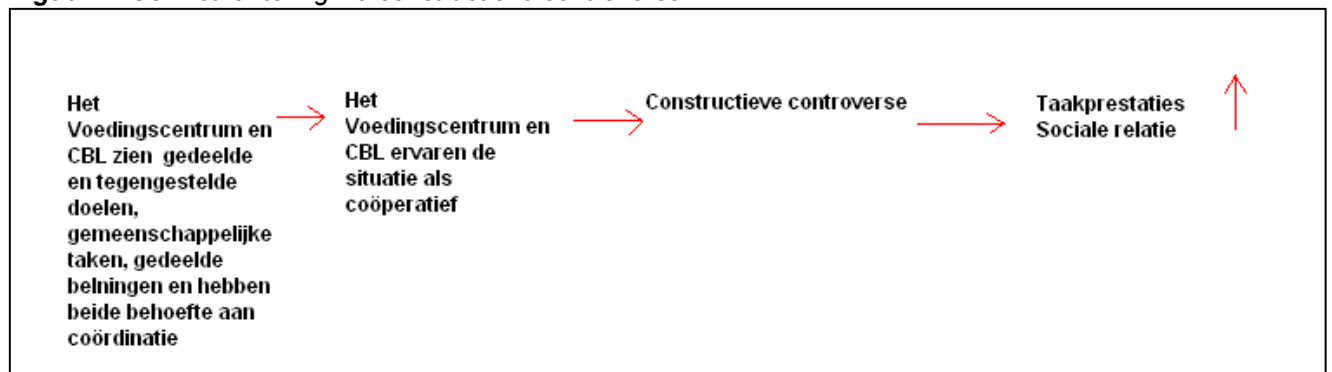 Het
Voedingscentrum en
CBL zien gedeelde
en tegengestelde
doelen,
gemeenschappelijke
taken, gedeelde
belningen en hebben
beide behoefte aan
coördinatie
Het
Voedingscentrum en
CBL ervaren de
situatie als
coöperatief
Constructieve controverse
Taakprestaties
Sociale relatie